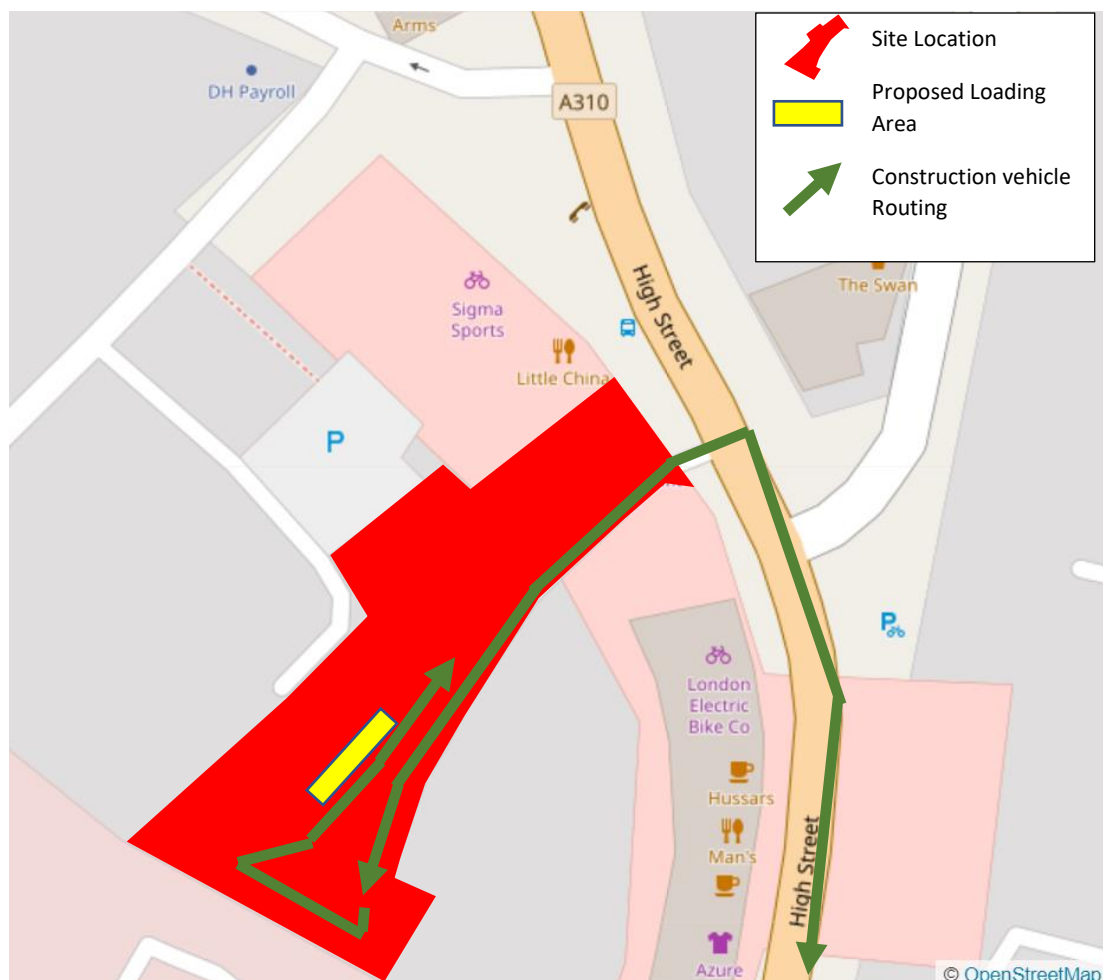 Arms
DH Payroll
A310
Site Location
Proposed Loading
Area
Construction vehicle
Routing
Sigma
Sports
Little China
High Street
The Swan
P
P
London
Electric
Bike Co
Hussars
Man's
High Street
Azure
© OpenStreetMap